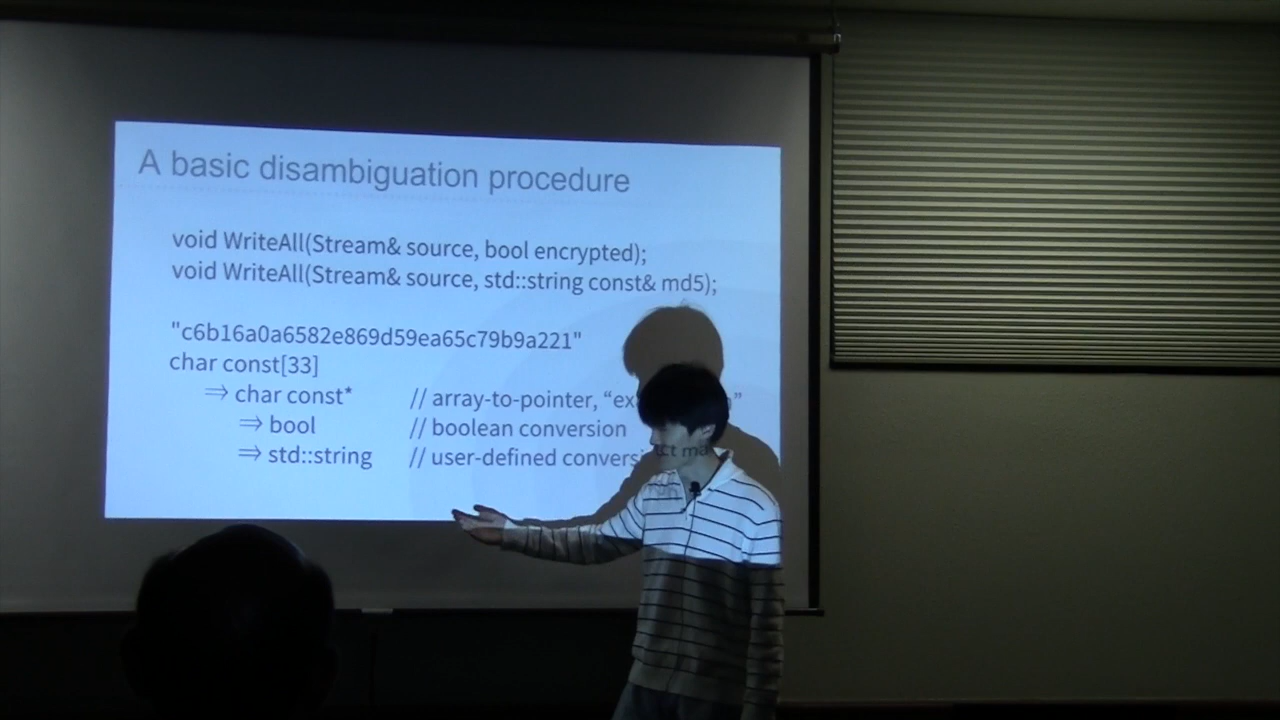 A basic disambiguation procedure
void WriteAll(Stream& source, bool encrypted);
void WriteAll(Stream& source, std::string const& md5);
"c6b16a0a6582e869d59ea65c79b9a221"
char const[33]
⇒ char const* // array-to-pointer, “ex ”
⇒ bool // boolean conversion
⇒ std::string // user-defined conversi